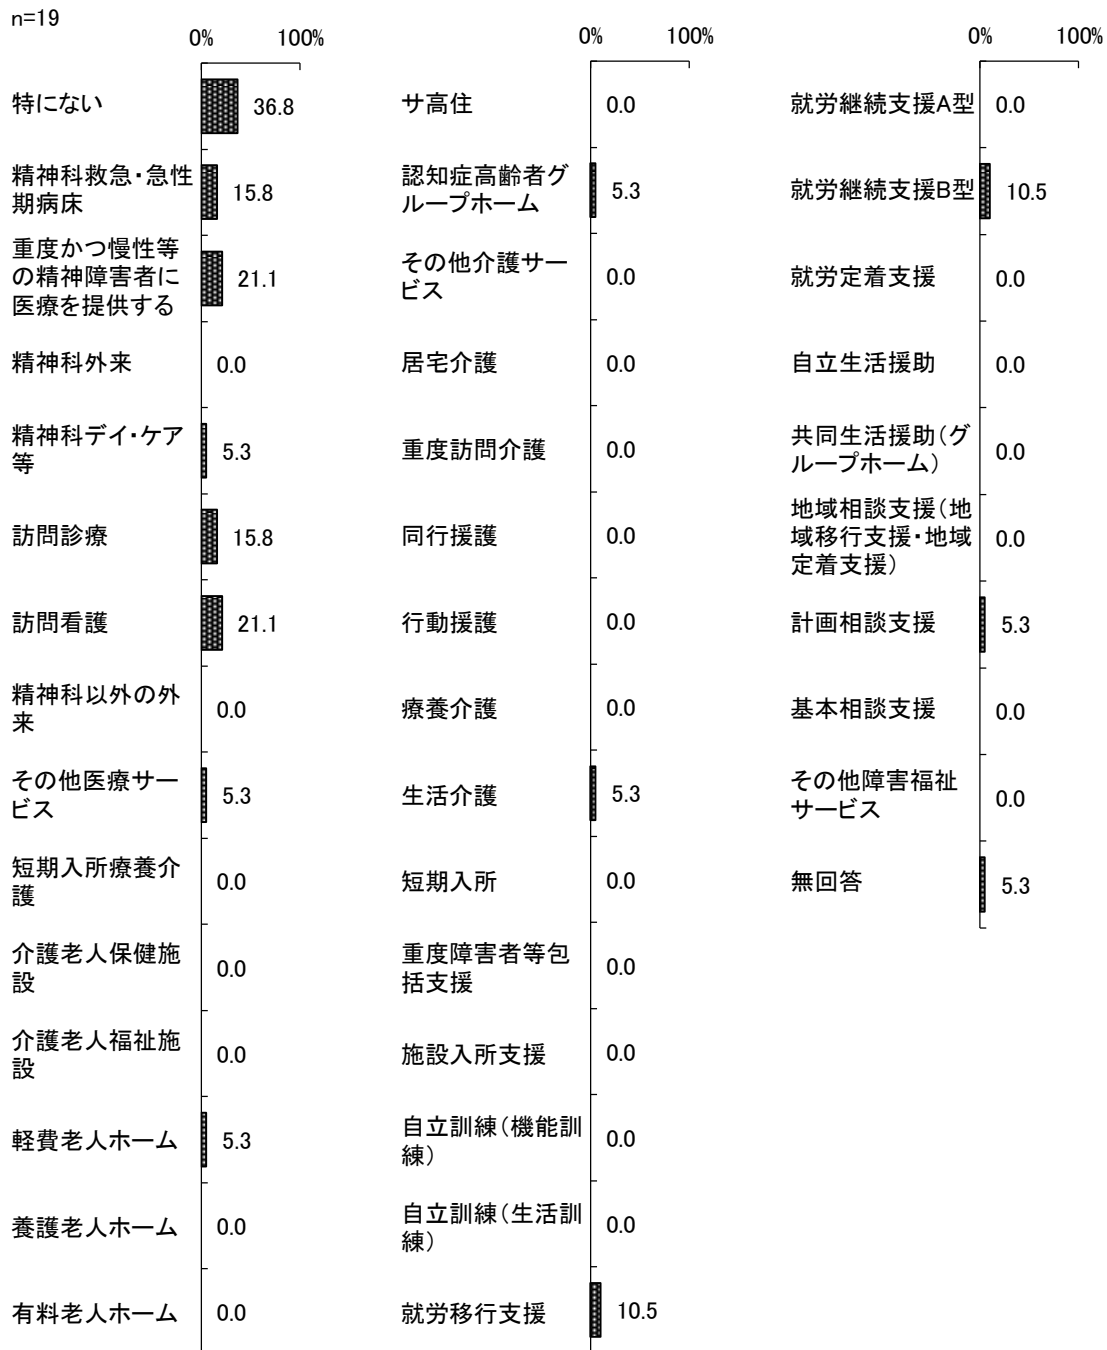 n=19
0% 100%
特にない 36.8
精神科救急・急性
期病床 15.8
重度かつ慢性等
の精神障害者に
医療を提供する 21.1
精神科外来 0.0
精神科デイ・ケア
等 5.3
訪問診療 15.8
訪問看護 21.1
精神科以外の外
来 0.0
その他医療サー
ビス 5.3
短期入所療養介
護 0.0
介護老人保健施
設 0.0
介護老人福祉施
設 0.0
軽費老人ホーム 5.3
養護老人ホーム 0.0
有料老人ホーム 0.0
0% 100%
サ高住 0.0
認知症高齢者グ
ループホーム 5.3
その他介護サー
ビス 0.0
居宅介護 0.0
重度訪問介護 0.0
同行援護 0.0
行動援護 0.0
療養介護 0.0
生活介護 5.3
短期入所 0.0
重度障害者等包
括支援 0.0
施設入所支援 0.0
自立訓練（機能訓
練） 0.0
自立訓練（生活訓
練） 0.0
就労移行支援 10.5
0% 100%
就労継続支援A型 0.0
就労継続支援B型 10.5
就労定着支援 0.0
自立生活援助 0.0
共同生活援助（グ
ループホーム） 0.0
地域相談支援（地
域移行支援・地域
定着支援） 0.0
計画相談支援 5.3
基本相談支援 0.0
その他障害福祉
サービス 0.0
無回答 5.3